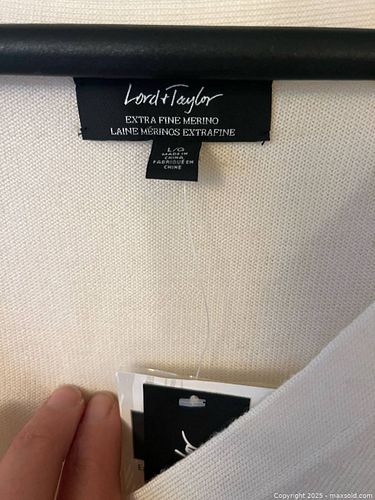 Lord+Taylor
EXTRA FINE MERINO
LAINE MÉRINOS EXTRAFINE
L/G
MADE IN
CHINA
FABRIQUÉ EN
CHINE
Copyright 2025 - maxsold.com